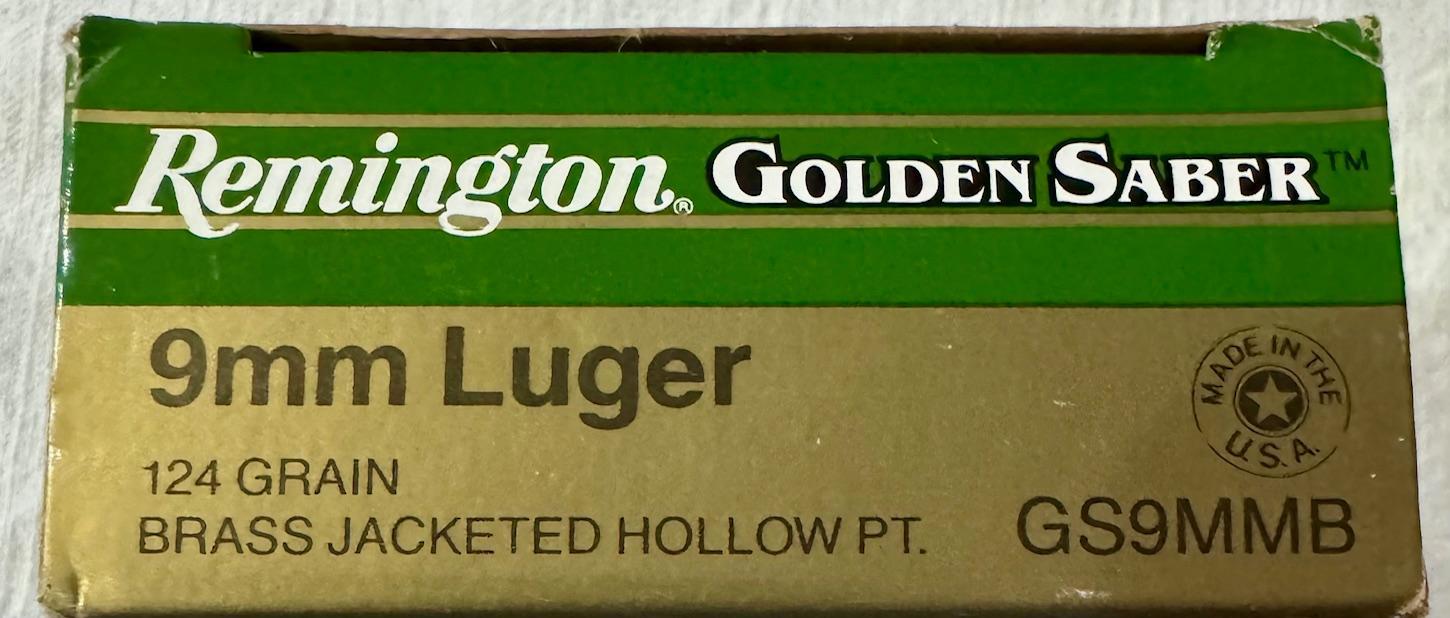 Remington® GOLDEN SABER™
9mm Luger
MADE IN THE
U.S.A.
124 GRAIN
BRASS JACKETED HOLLOW PT.
GS9MMB